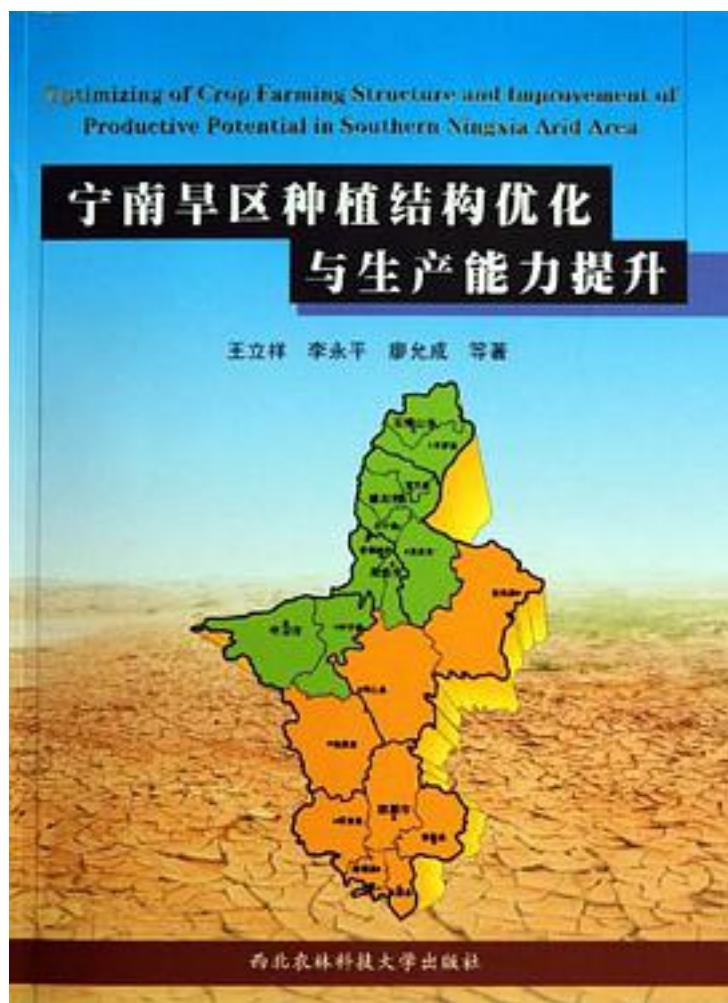 Optimizing of Crop Farming Structure and Improvement of
Productive Potential in Southern Ningxia Arid Area
宁南旱区种植结构优化
与生产能力提升
王立祥 李永平 廖允成 等著
西北农林科技大学出版社